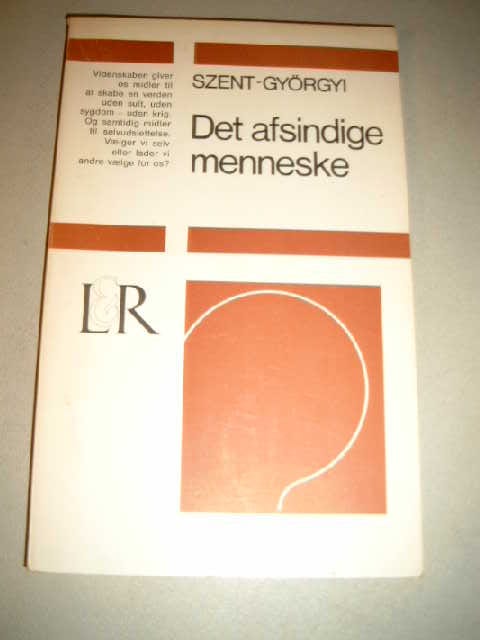 Videnskaben giver
os midler til
at skabe en verden
uden sult, uden
sygdom – uden krig.
Og samtidig midler
til selvudslettelse.
Vælger vi selv
eller lader vi
andre vælge for os?
SZENT-GYÖRGYI
Det afsindige
menneske
L&R